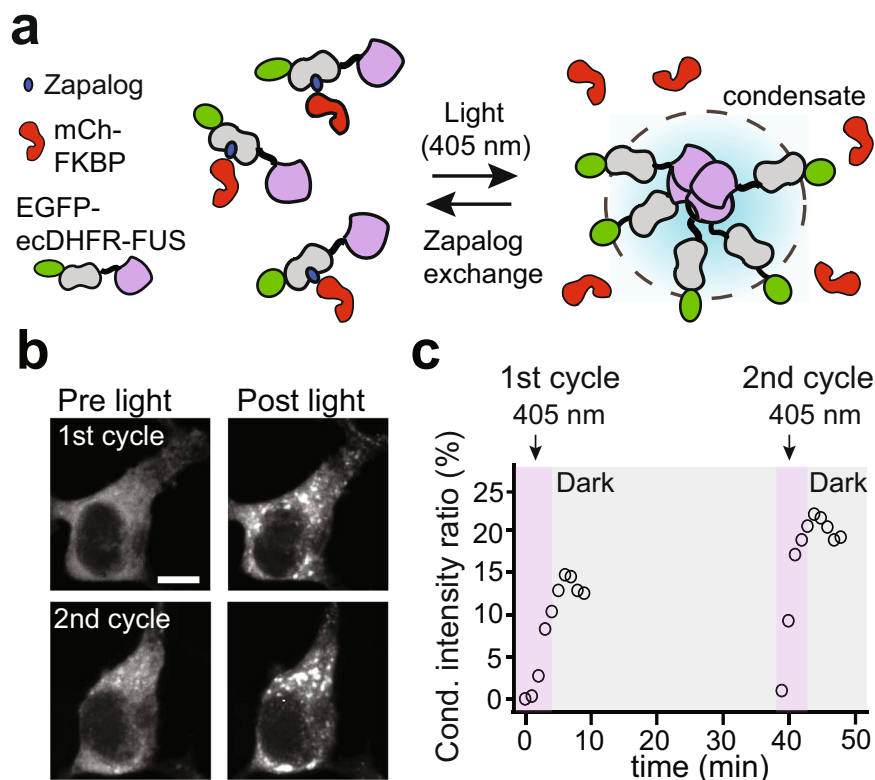 a
Zapalog
mCh-
FKBP
EGFP-
ecDHFR-FUS
Light
(405 nm)
Zapalog
exchange
condensate
b
Pre light
Post light
1st cycle
2nd cycle
c
1st cycle
405 nm
2nd cycle
405 nm
Dark
Dark
Cond. intensity ratio (%)
25
20
15
10
5
0
0
10
20
30
40
50
time (min)